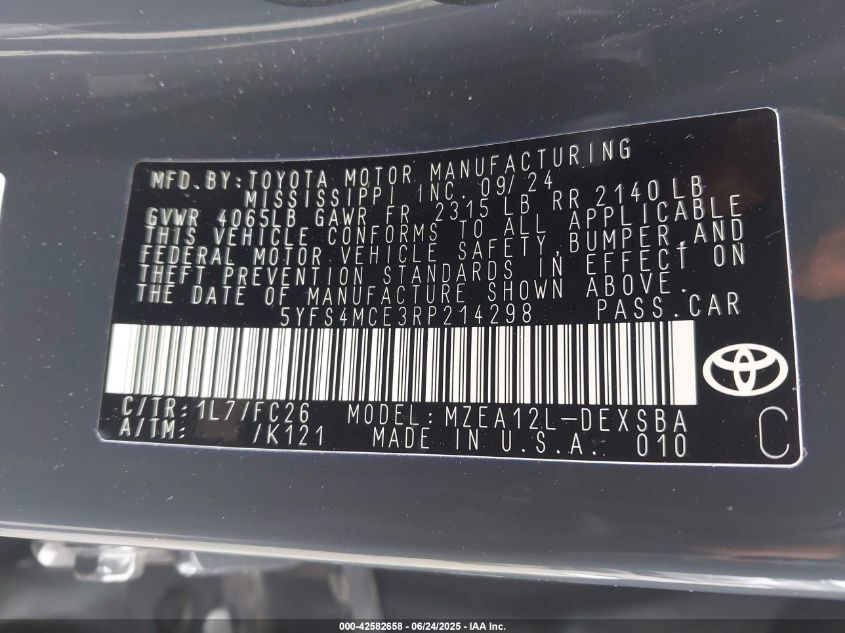 MFD.BY:TOYOTA MOTOR MANUFACTURING
MISSISSIPPI INC. 09/24
GVWR 4065LB GAWR FR 2315 LB RR 2140 LB
THIS VEHICLE CONFORMS TO ALL APPLICABLE
FEDERAL MOTOR VEHICLE SAFETY,BUMPER,AND
THEFT PREVENTION STANDARDS IN EFFECT ON
THE DATE OF MANUFACTURE SHOWN ABOVE.
5YFS4MCE3RP214298 PASS.CAR
C/TR:1L7/FC26 MODEL:MZEA12L-DEXSBA
A/TM: /K121 MADE IN U.S.A. 010 C
000-42582658 - 06/24/2025 - IAA Inc.